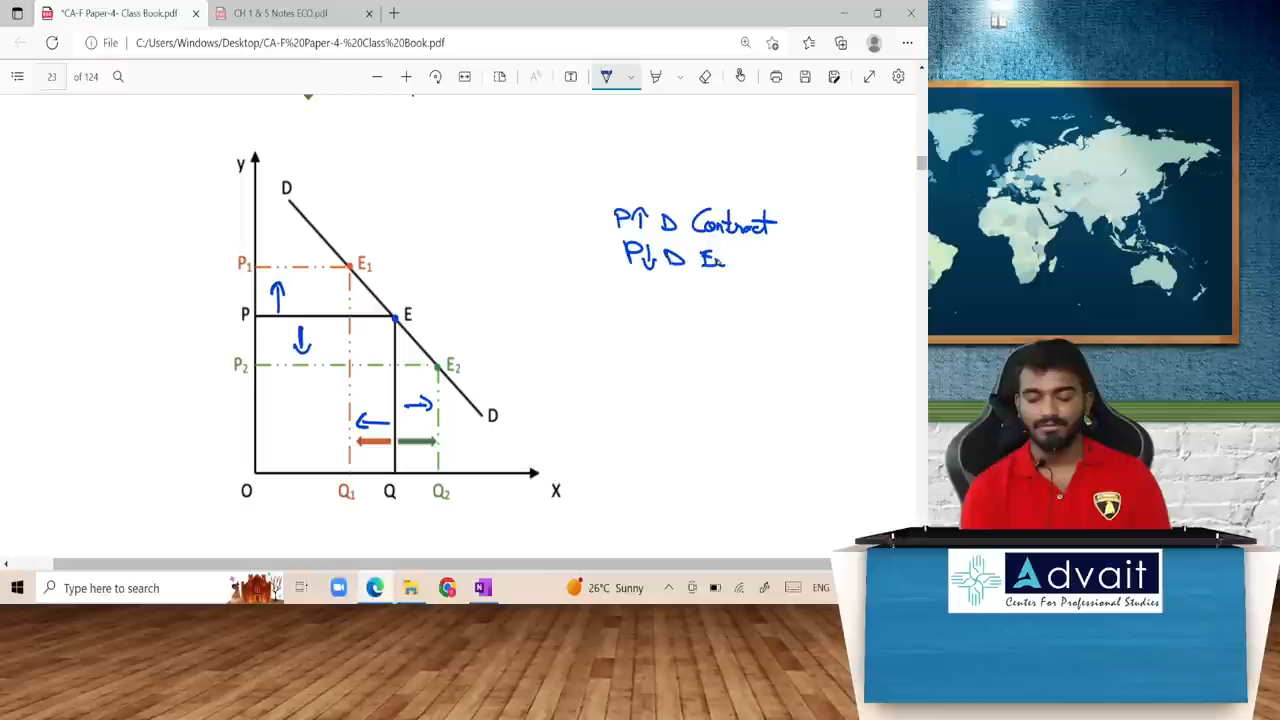 *CA-F Paper-4- Class Book.pdf
CH 1 & 5 Notes ECO.pdf
File
C:/Users/Windows/Desktop/CA-F%20Paper-4-%20Class%20Book.pdf
23 of 124
y
D
P1
E1
P
E
P2
E2
D
O
Q1
Q
Q2
X
P↑ D Contract
P↓ D Ex
Type here to search
26°C Sunny
ENG
Advait
Center For Professional Studies